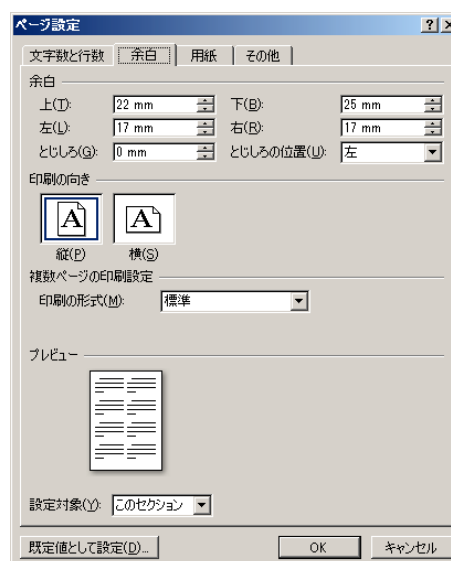 ページ設定
文字数と行数 余白 用紙 その他
余白
上(T): 22 mm 下(B): 25 mm
左(L): 17 mm 右(R): 17 mm
とじしろ(G): 0 mm とじしろの位置(U): 左
印刷の向き
A A
縦(P) 横(S)
複数ページの印刷設定
印刷の形式(M): 標準
プレビュー
設定対象(Y): このセクション
既定値として設定(D)... OK キャンセル